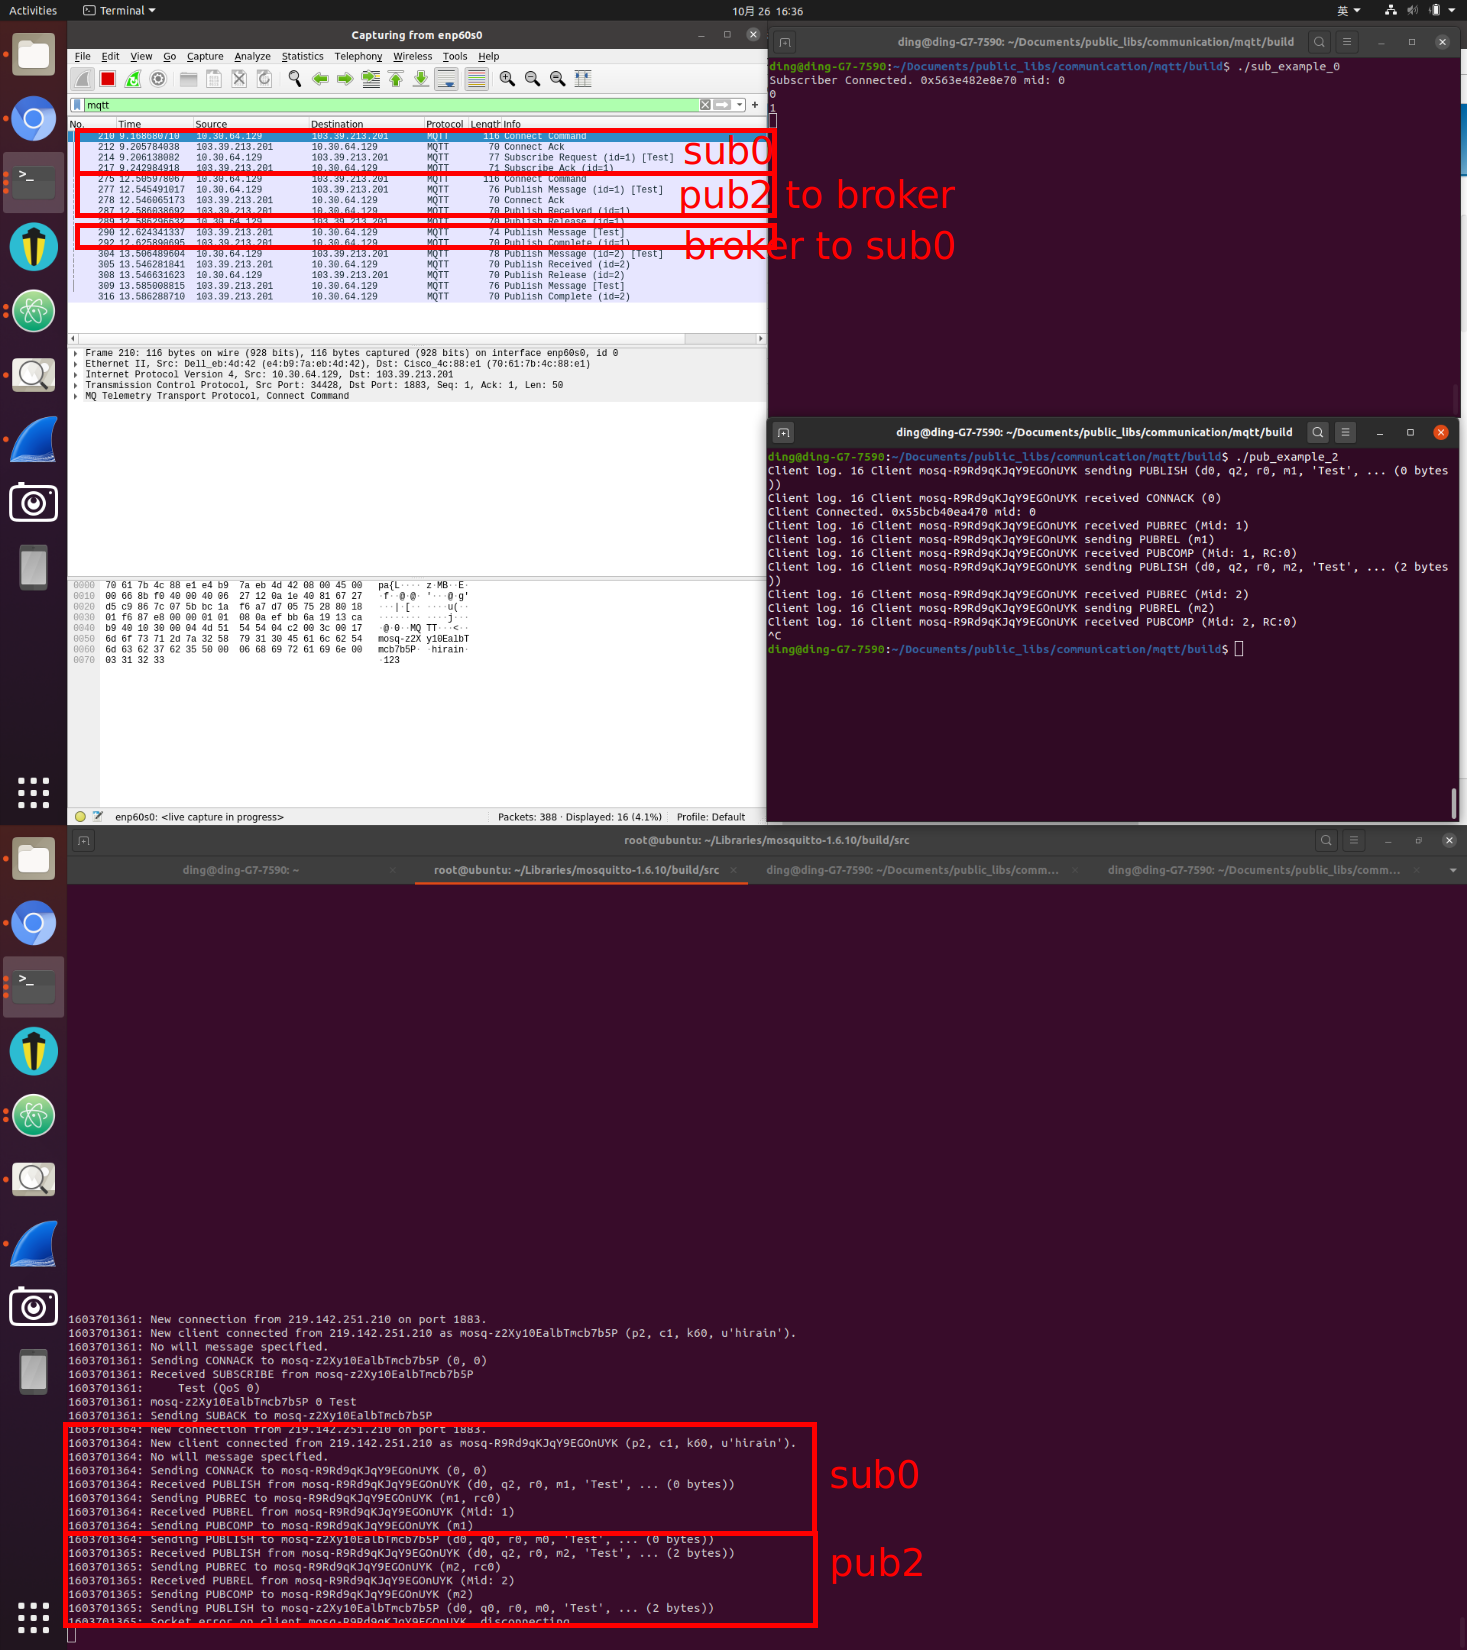 Activities Terminal 10月 26 16:36 英
Capturing from enp60s0
File Edit View Go Capture Analyze Statistics Telephony Wireless Tools Help
mqtt
No. Time Source Destination Protocol Length Info
210 9.168680710 10.30.64.129 103.39.213.201 MQTT 116 Connect Command
212 9.205784038 103.39.213.201 10.30.64.129 MQTT 70 Connect Ack
214 9.206138082 10.30.64.129 103.39.213.201 MQTT 77 Subscribe Request (id=1) [Test]
217 9.242984918 103.39.213.201 10.30.64.129 MQTT 71 Subscribe Ack (id=1)
275 12.505978067 10.30.64.129 103.39.213.201 MQTT 116 Connect Command
277 12.545491017 10.30.64.129 103.39.213.201 MQTT 76 Publish Message (id=1) [Test]
278 12.546065173 103.39.213.201 10.30.64.129 MQTT 70 Connect Ack
287 12.586038692 103.39.213.201 10.30.64.129 MQTT 70 Publish Received (id=1)
289 12.586296632 10.30.64.129 103.39.213.201 MQTT 70 Publish Release (id=1)
290 12.624341337 103.39.213.201 10.30.64.129 MQTT 74 Publish Message [Test]
292 12.625890695 103.39.213.201 10.30.64.129 MQTT 70 Publish Complete (id=1)
304 13.506489604 10.30.64.129 103.39.213.201 MQTT 78 Publish Message (id=2) [Test]
305 13.546281841 103.39.213.201 10.30.64.129 MQTT 70 Publish Received (id=2)
308 13.546631623 10.30.64.129 103.39.213.201 MQTT 70 Publish Release (id=2)
309 13.585008815 103.39.213.201 10.30.64.129 MQTT 76 Publish Message [Test]
316 13.586288710 103.39.213.201 10.30.64.129 MQTT 70 Publish Complete (id=2)
sub0
pub2 to broker
broker to sub0
Frame 210: 116 bytes on wire (928 bits), 116 bytes captured (928 bits) on interface enp60s0, id 0
Ethernet II, Src: Dell_eb:4d:42 (e4:b9:7a:eb:4d:42), Dst: Cisco_4c:88:e1 (70:61:7b:4c:88:e1)
Internet Protocol Version 4, Src: 10.30.64.129, Dst: 103.39.213.201
Transmission Control Protocol, Src Port: 34428, Dst Port: 1883, Seq: 1, Ack: 1, Len: 50
MQ Telemetry Transport Protocol, Connect Command
0000 70 61 7b 4c 88 e1 e4 b9 7a eb 4d 42 08 00 45 00 pa{L···· z·MB··E·
0010 00 66 8b f0 40 00 40 06 27 12 0a 1e 40 81 67 27 ·f··@·@· '···@·g'
0020 d5 c9 86 7c 07 5b bc 1a f6 a7 d7 05 75 28 80 18 ···|·[·· ····u(··
0030 01 f6 87 e8 00 00 01 01 08 0a ef bb 6a 19 13 ca ········ ····j···
0040 b9 40 10 30 00 04 4d 51 54 54 04 c2 00 3c 00 17 ·@·0··MQ TT···<··
0050 6d 6f 73 71 2d 7a 32 58 79 31 30 45 61 6c 62 54 mosq-z2X y10EalbT
0060 6d 63 62 37 62 35 50 00 06 68 69 72 61 69 6e 00 mcb7b5P· ·hirain·
0070 03 31 32 33 ·123
enp60s0: <live capture in progress> Packets: 388 · Displayed: 16 (4.1%) Profile: Default
ding@ding-G7-7590: ~/Documents/public_libs/communication/mqtt/build
ding@ding-G7-7590:~/Documents/public_libs/communication/mqtt/build$ ./sub_example_0
Subscriber Connected. 0x563e482e8e70 mid: 0
0
1
ding@ding-G7-7590: ~/Documents/public_libs/communication/mqtt/build
ding@ding-G7-7590:~/Documents/public_libs/communication/mqtt/build$ ./pub_example_2
Client log. 16 Client mosq-R9Rd9qKJqY9EGOnUYK sending PUBLISH (d0, q2, r0, m1, 'Test', ... (0 bytes
))
Client log. 16 Client mosq-R9Rd9qKJqY9EGOnUYK received CONNACK (0)
Client Connected. 0x55bcb40ea470 mid: 0
Client log. 16 Client mosq-R9Rd9qKJqY9EGOnUYK received PUBREC (Mid: 1)
Client log. 16 Client mosq-R9Rd9qKJqY9EGOnUYK sending PUBREL (m1)
Client log. 16 Client mosq-R9Rd9qKJqY9EGOnUYK received PUBCOMP (Mid: 1, RC:0)
Client log. 16 Client mosq-R9Rd9qKJqY9EGOnUYK sending PUBLISH (d0, q2, r0, m2, 'Test', ... (2 bytes
))
Client log. 16 Client mosq-R9Rd9qKJqY9EGOnUYK received PUBREC (Mid: 2)
Client log. 16 Client mosq-R9Rd9qKJqY9EGOnUYK sending PUBREL (m2)
Client log. 16 Client mosq-R9Rd9qKJqY9EGOnUYK received PUBCOMP (Mid: 2, RC:0)
^C
ding@ding-G7-7590:~/Documents/public_libs/communication/mqtt/build$
root@ubuntu: ~/Libraries/mosquitto-1.6.10/build/src
ding@ding-G7-7590: ~ root@ubuntu: ~/Libraries/mosquitto-1.6.10/build/src ding@ding-G7-7590: ~/Documents/public_libs/comm... ding@ding-G7-7590: ~/Documents/public_libs/comm...
1603701361: New connection from 219.142.251.210 on port 1883.
1603701361: New client connected from 219.142.251.210 as mosq-z2Xy10EalbTmcb7b5P (p2, c1, k60, u'hirain').
1603701361: No will message specified.
1603701361: Sending CONNACK to mosq-z2Xy10EalbTmcb7b5P (0, 0)
1603701361: Received SUBSCRIBE from mosq-z2Xy10EalbTmcb7b5P
1603701361: Test (QoS 0)
1603701361: mosq-z2Xy10EalbTmcb7b5P 0 Test
1603701361: Sending SUBACK to mosq-z2Xy10EalbTmcb7b5P
1603701364: New connection from 219.142.251.210 on port 1883.
1603701364: New client connected from 219.142.251.210 as mosq-R9Rd9qKJqY9EGOnUYK (p2, c1, k60, u'hirain').
1603701364: No will message specified.
1603701364: Sending CONNACK to mosq-R9Rd9qKJqY9EGOnUYK (0, 0)
1603701364: Received PUBLISH from mosq-R9Rd9qKJqY9EGOnUYK (d0, q2, r0, m1, 'Test', ... (0 bytes))
1603701364: Sending PUBREC to mosq-R9Rd9qKJqY9EGOnUYK (m1, rc0)
1603701364: Received PUBREL from mosq-R9Rd9qKJqY9EGOnUYK (Mid: 1)
1603701364: Sending PUBCOMP to mosq-R9Rd9qKJqY9EGOnUYK (m1)
1603701364: Sending PUBLISH to mosq-z2Xy10EalbTmcb7b5P (d0, q0, r0, m0, 'Test', ... (0 bytes))
1603701365: Received PUBLISH from mosq-R9Rd9qKJqY9EGOnUYK (d0, q2, r0, m2, 'Test', ... (2 bytes))
1603701365: Sending PUBREC to mosq-R9Rd9qKJqY9EGOnUYK (m2, rc0)
1603701365: Received PUBREL from mosq-R9Rd9qKJqY9EGOnUYK (Mid: 2)
1603701365: Sending PUBCOMP to mosq-R9Rd9qKJqY9EGOnUYK (m2)
1603701365: Sending PUBLISH to mosq-z2Xy10EalbTmcb7b5P (d0, q0, r0, m0, 'Test', ... (2 bytes))
1603701365: Socket error on client mosq-R9Rd9qKJqY9EGOnUYK, disconnecting.
sub0
pub2